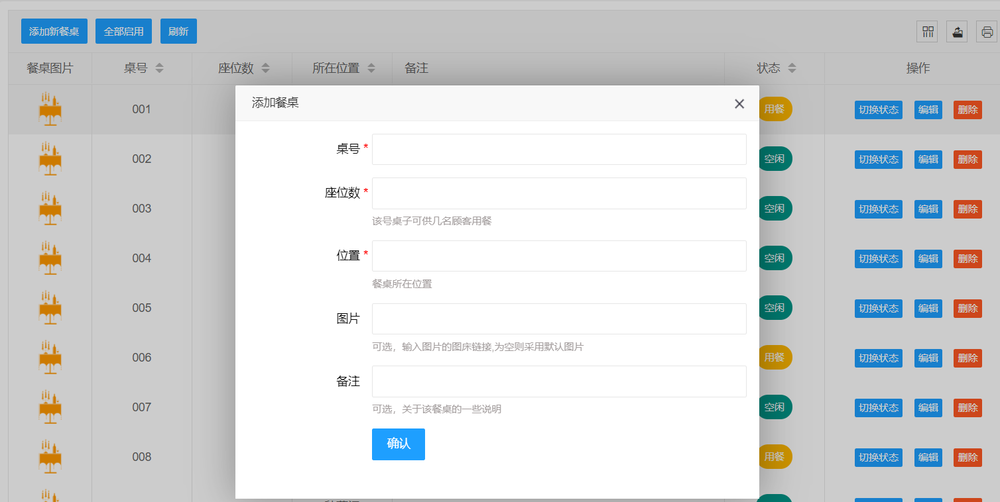 添加新餐桌 全部启用 刷新
餐桌图片 桌号 座位数 所在位置 备注 状态 操作
添加餐桌
001 用餐 切换状态 编辑 删除
桌号 *
002 空闲 切换状态 编辑 删除
座位数 *
003 空闲 切换状态 编辑 删除
该号桌子可供几名顾客用餐
位置 *
004 空闲 切换状态 编辑 删除
餐桌所在位置
005 空闲 切换状态 编辑 删除
图片
可选，输入图片的图床链接,为空则采用默认图片
006 用餐 切换状态 编辑 删除
备注
007 空闲 切换状态 编辑 删除
可选，关于该餐桌的一些说明
确认
008 用餐 切换状态 编辑 删除